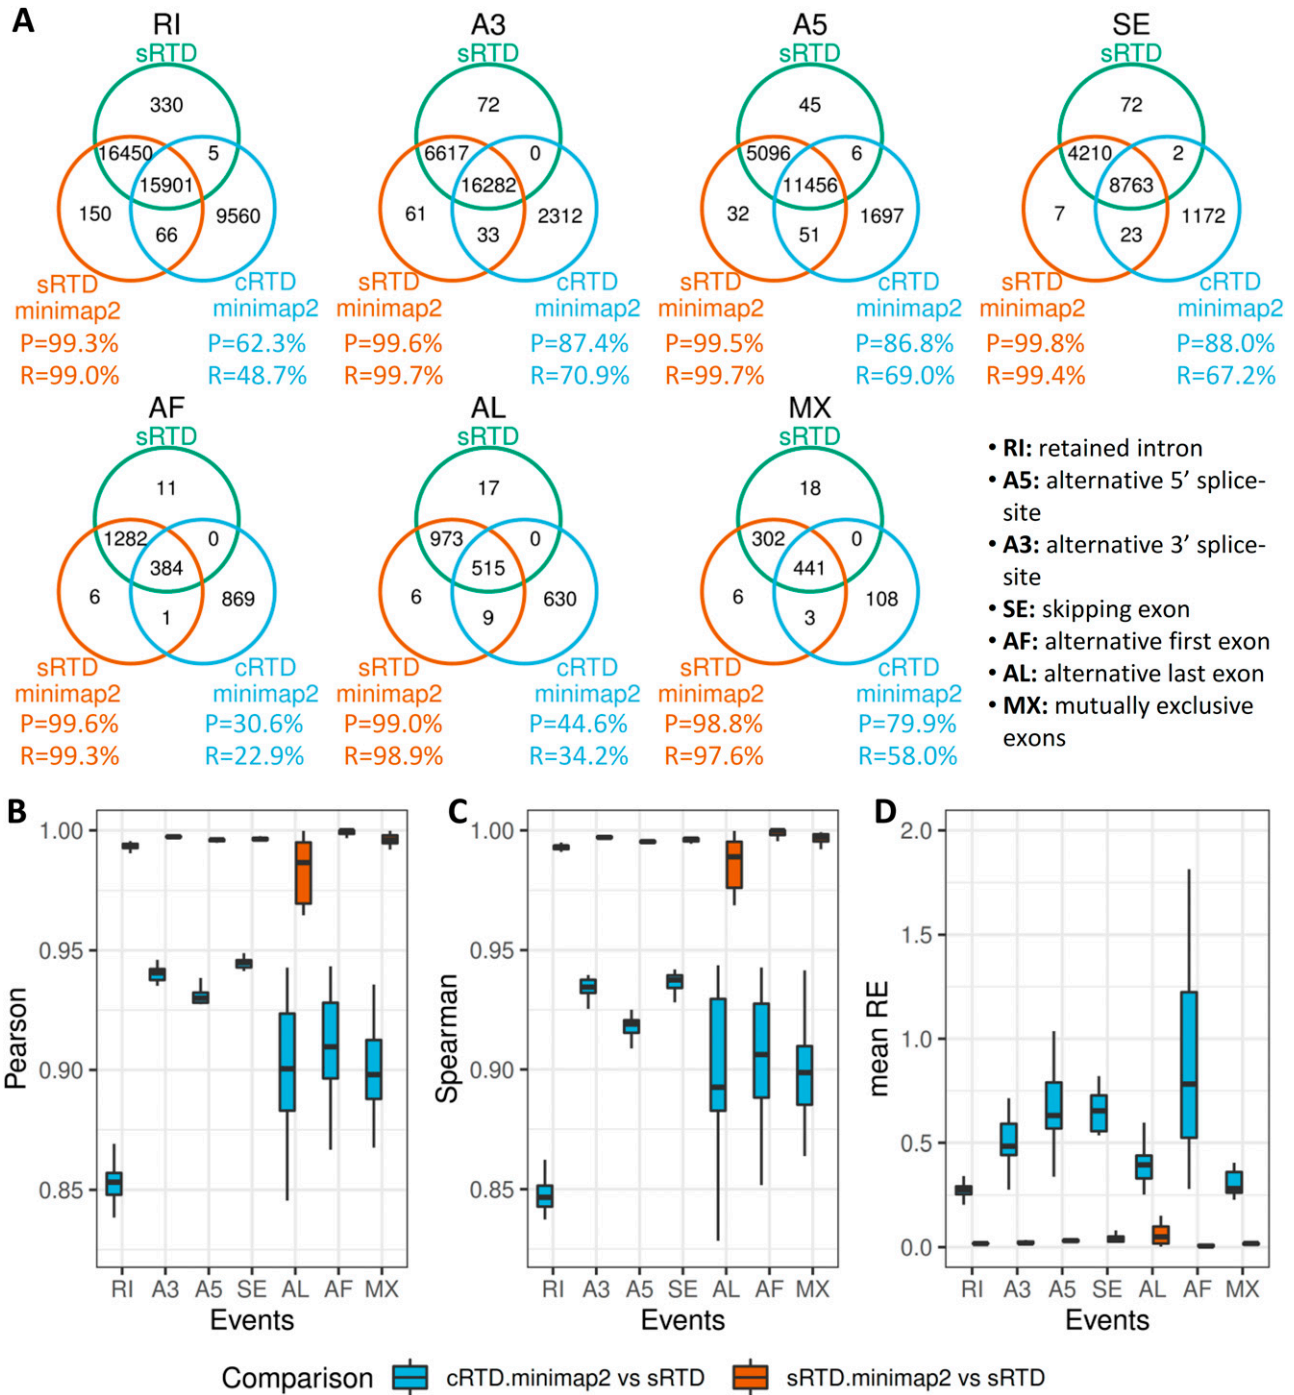 A
RI
A3
A5
SE
sRTD
sRTD
sRTD
sRTD
330
72
45
72
16450
5
6617
0
5096
6
4210
2
15901
16282
11456
8763
150
9560
61
2312
32
1697
7
1172
66
33
51
23
sRTD
minimap2
cRTD
minimap2
sRTD
minimap2
cRTD
minimap2
sRTD
minimap2
cRTD
minimap2
sRTD
minimap2
cRTD
minimap2
P=99.3%
R=99.0%
P=62.3%
R=48.7%
P=99.6%
R=99.7%
P=87.4%
R=70.9%
P=99.5%
R=99.7%
P=86.8%
R=69.0%
P=99.8%
R=99.4%
P=88.0%
R=67.2%
AF
AL
MX
sRTD
sRTD
sRTD
11
17
18
1282
0
973
0
302
0
384
515
441
6
869
6
630
6
108
1
9
3
sRTD
minimap2
cRTD
minimap2
sRTD
minimap2
cRTD
minimap2
sRTD
minimap2
cRTD
minimap2
P=99.6%
R=99.3%
P=30.6%
R=22.9%
P=99.0%
R=98.9%
P=44.6%
R=34.2%
P=98.8%
R=97.6%
P=79.9%
R=58.0%
• RI: retained intron
• A5: alternative 5’ splice-
site
• A3: alternative 3’ splice-
site
• SE: skipping exon
• AF: alternative first exon
• AL: alternative last exon
• MX: mutually exclusive
exons
B
Pearson
1.00
0.95
0.90
0.85
RI A3 A5 SE AL AF MX
Events
C
Spearman
1.00
0.95
0.90
0.85
RI A3 A5 SE AL AF MX
Events
D
mean RE
2.0
1.5
1.0
0.5
0.0
RI A3 A5 SE AL AF MX
Events
Comparison
cRTD.minimap2 vs sRTD
sRTD.minimap2 vs sRTD